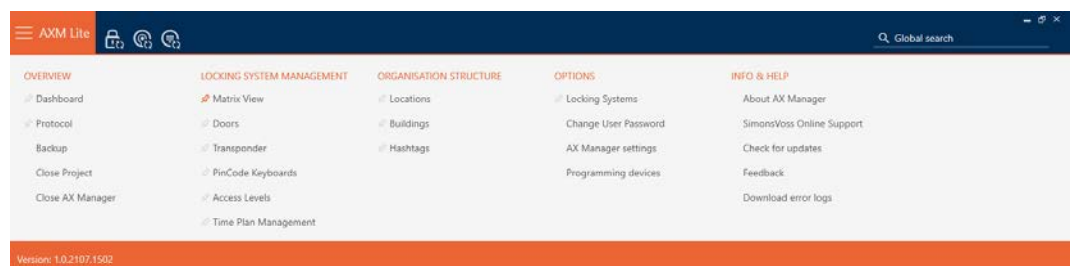 AXM Lite
Global search
OVERVIEW
Dashboard
Protocol
Backup
Close Project
Close AX Manager
LOCKING SYSTEM MANAGEMENT
Matrix View
Doors
Transponder
PinCode Keyboards
Access Levels
Time Plan Management
ORGANISATION STRUCTURE
Locations
Buildings
Hashtags
OPTIONS
Locking Systems
Change User Password
AX Manager settings
Programming devices
INFO & HELP
About AX Manager
SimonsVoss Online Support
Check for updates
Feedback
Download error logs
Version: 1.0.2107.1502